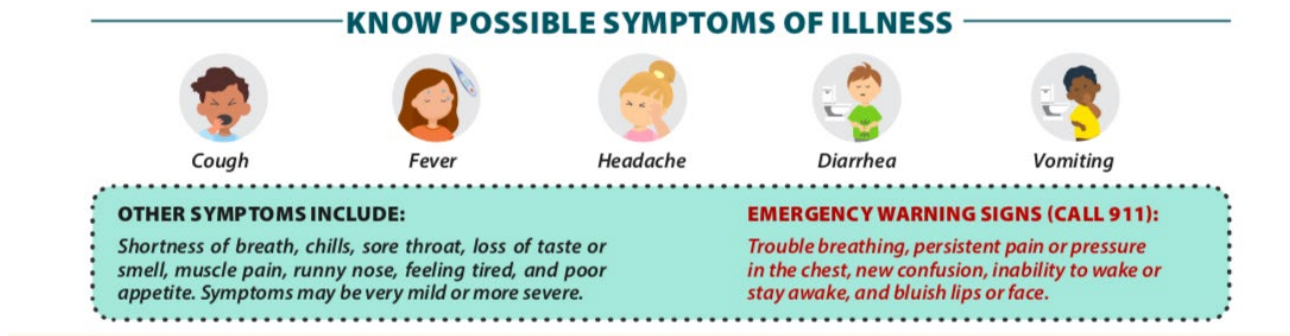 KNOW POSSIBLE SYMPTOMS OF ILLNESS
Cough
Fever
Headache
Diarrhea
Vomiting
OTHER SYMPTOMS INCLUDE:
Shortness of breath, chills, sore throat, loss of taste or
smell, muscle pain, runny nose, feeling tired, and poor
appetite. Symptoms may be very mild or more severe.
EMERGENCY WARNING SIGNS (CALL 911):
Trouble breathing, persistent pain or pressure
in the chest, new confusion, inability to wake or
stay awake, and bluish lips or face.